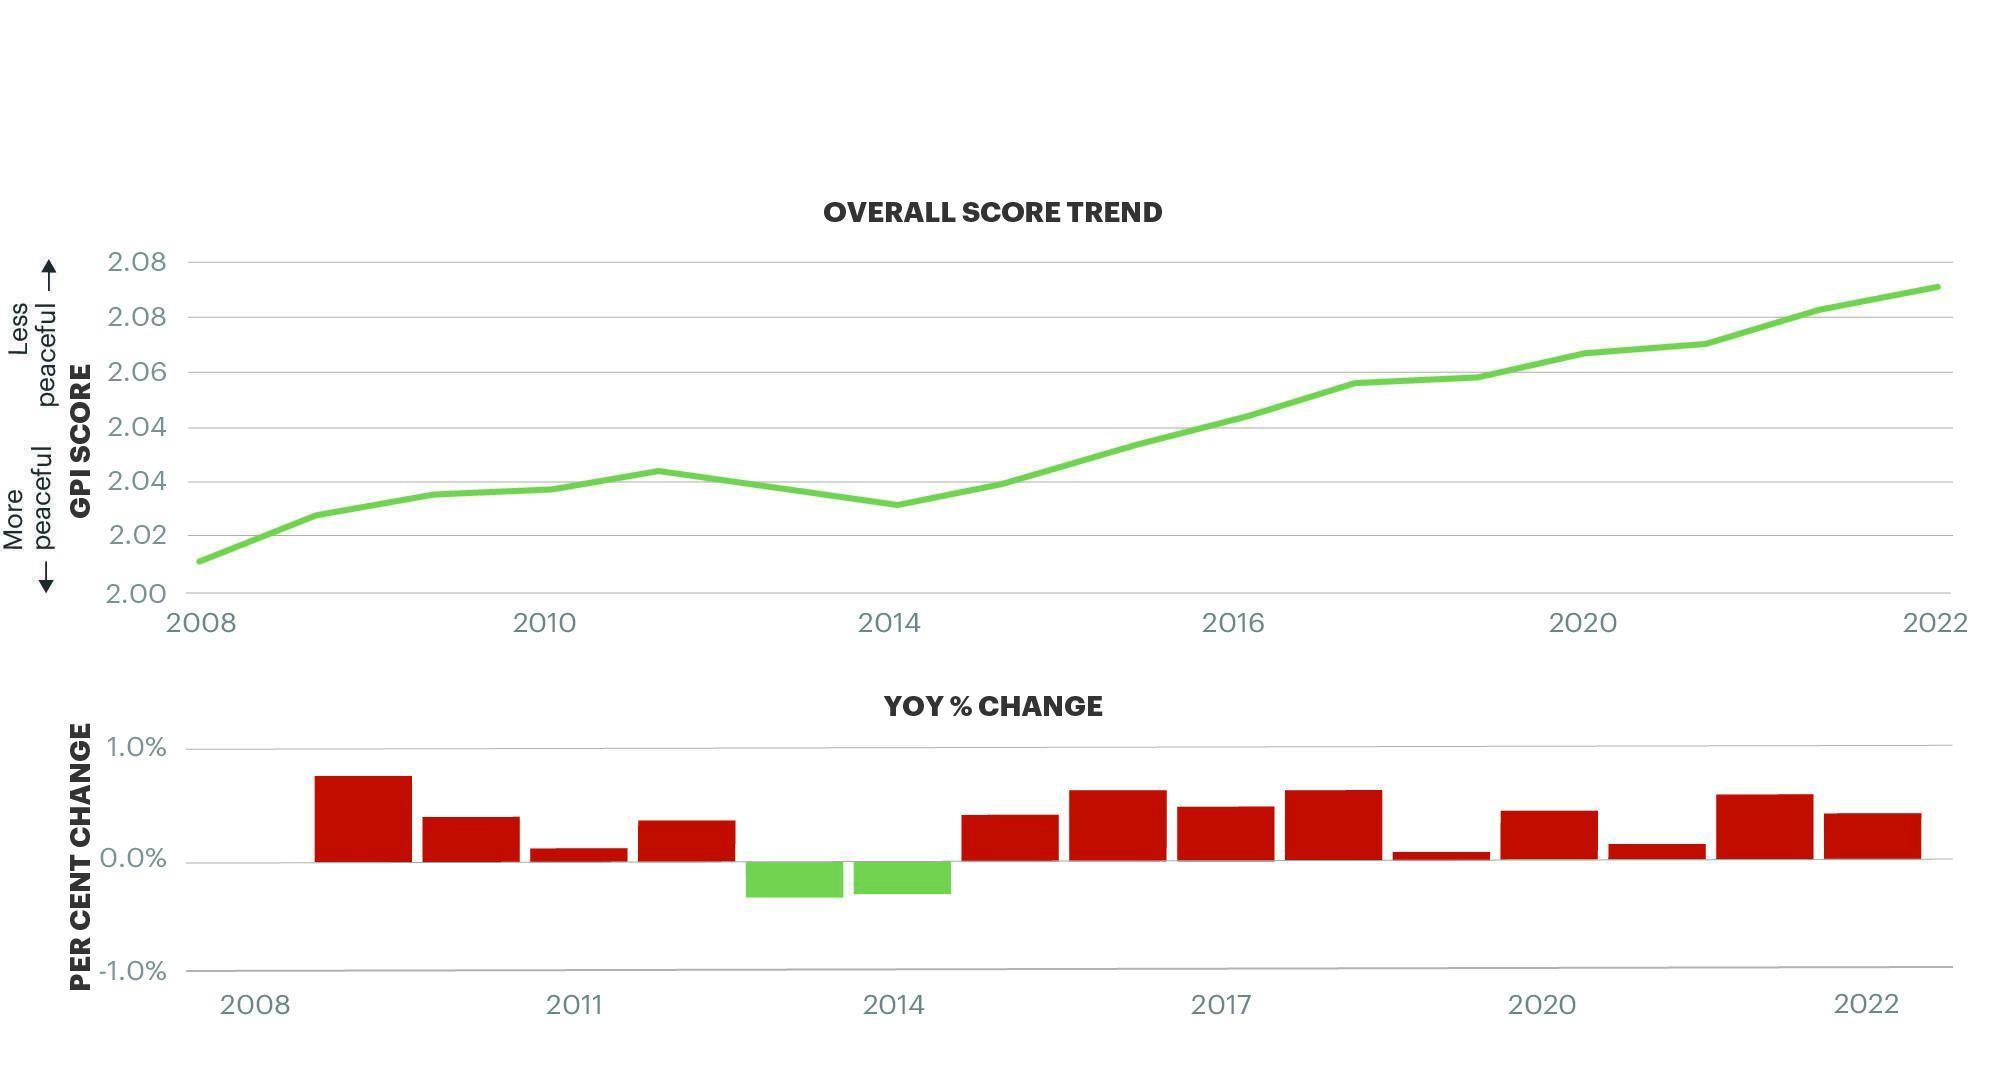 OVERALL SCORE TREND
Less
peaceful
More
peaceful
GPI SCORE
2.08
2.08
2.06
2.04
2.04
2.02
2.00
2008 2010 2014 2016 2020 2022
YOY % CHANGE
PER CENT CHANGE
1.0%
0.0%
-1.0%
2008 2011 2014 2017 2020 2022